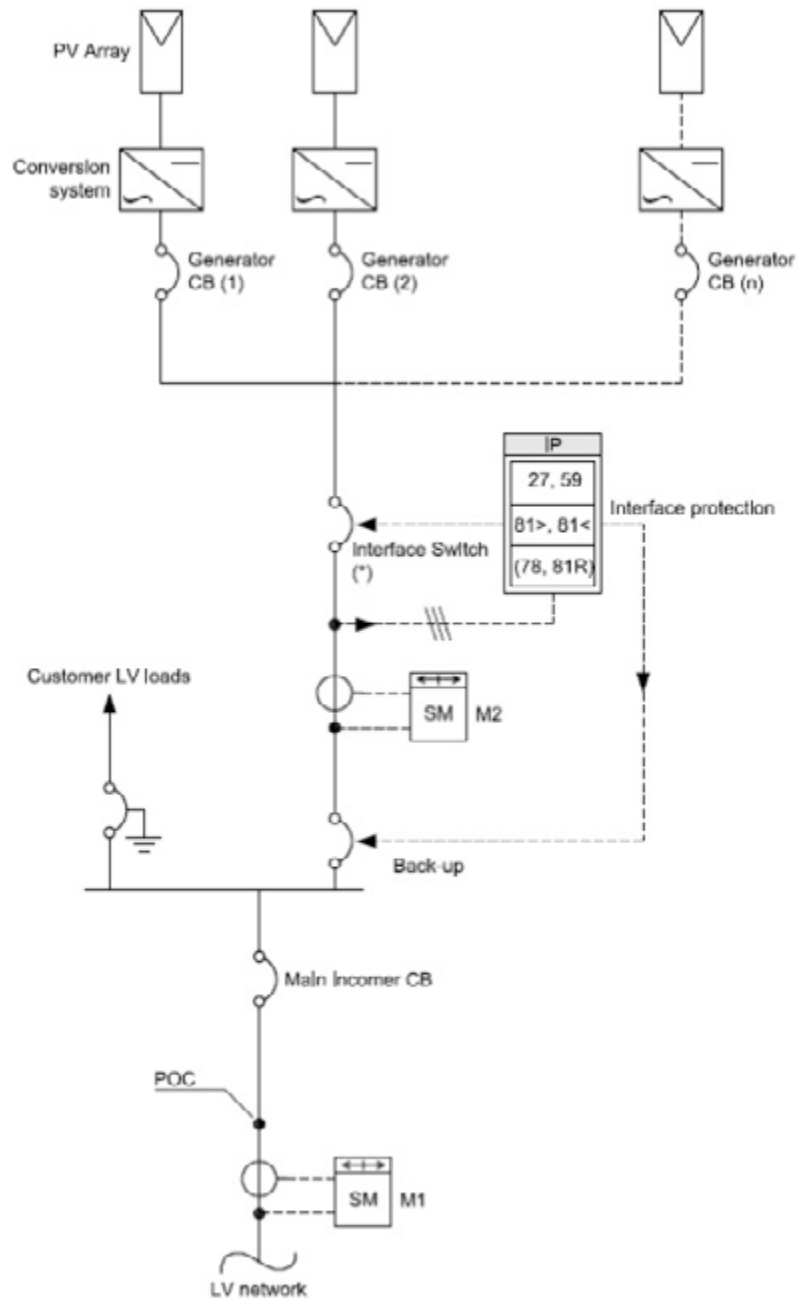 PV Array
Conversion
system
Generator
CB (1)
Generator
CB (2)
Generator
CB (n)
IP
27, 59
81>, 81<
(78, 81R)
Interface protection
Interface Switch
(*)
Customer LV loads
SM
M2
Back-up
Main Incomer CB
POC
SM
M1
LV network